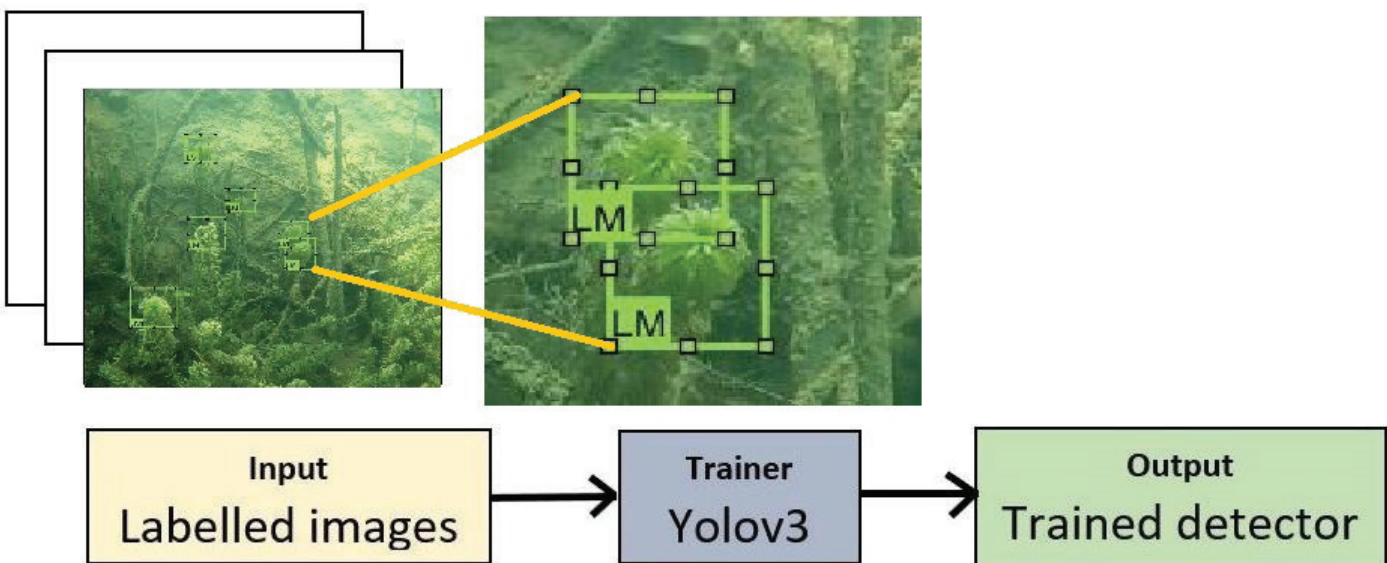 LM
LM
Input
Labelled images
Trainer
Yolov3
Output
Trained detector